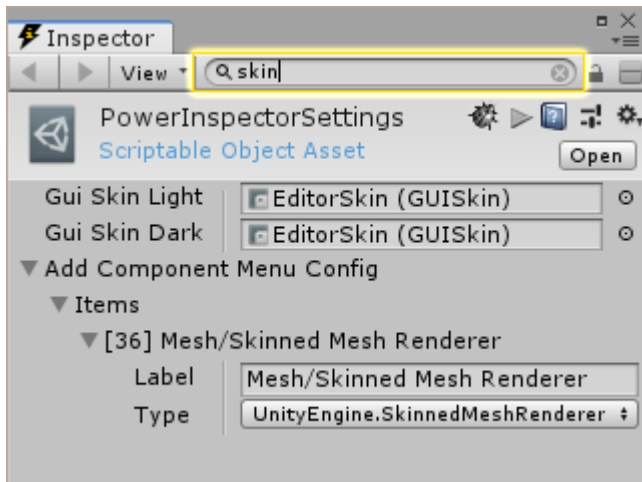 Inspector
View skin
PowerInspectorSettings
Scriptable Object Asset
Open
Gui Skin Light EditorSkin (GUISkin)
Gui Skin Dark EditorSkin (GUISkin)
Add Component Menu Config
Items
[36] Mesh/Skinned Mesh Renderer
Label Mesh/Skinned Mesh Renderer
Type UnityEngine.SkinnedMeshRenderer